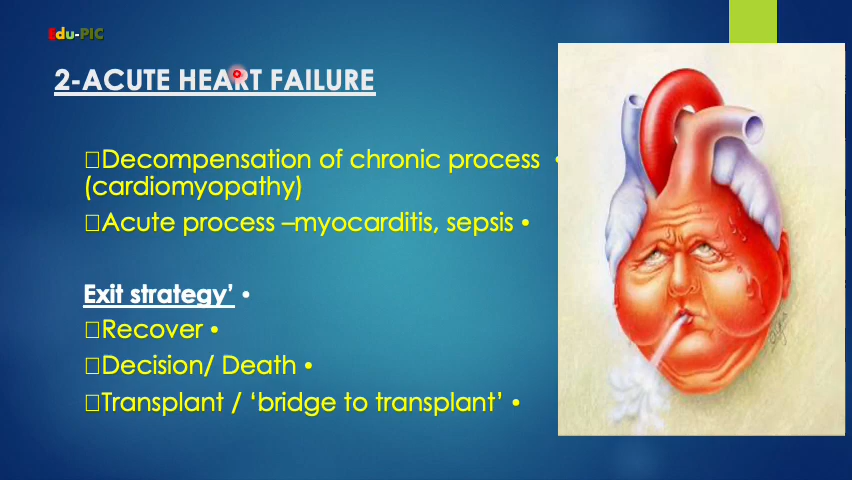 Edu-PIC
2-ACUTE HEART FAILURE
□Decompensation of chronic process •
(cardiomyopathy)
□Acute process –myocarditis, sepsis •
Exit strategy’ •
□Recover •
□Decision/ Death •
□Transplant / ‘bridge to transplant’ •